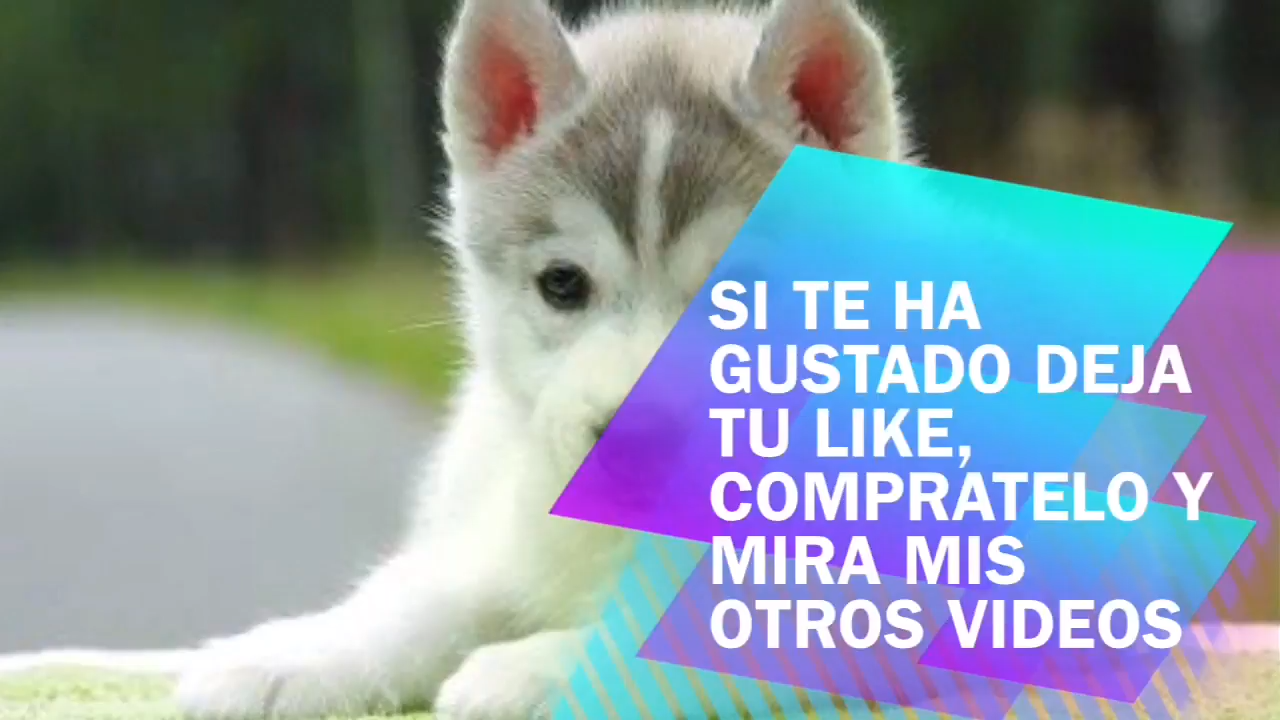 SI TE HA
GUSTADO DEJA
TU LIKE,
COMPRATELO Y
MIRA MIS
OTROS VIDEOS